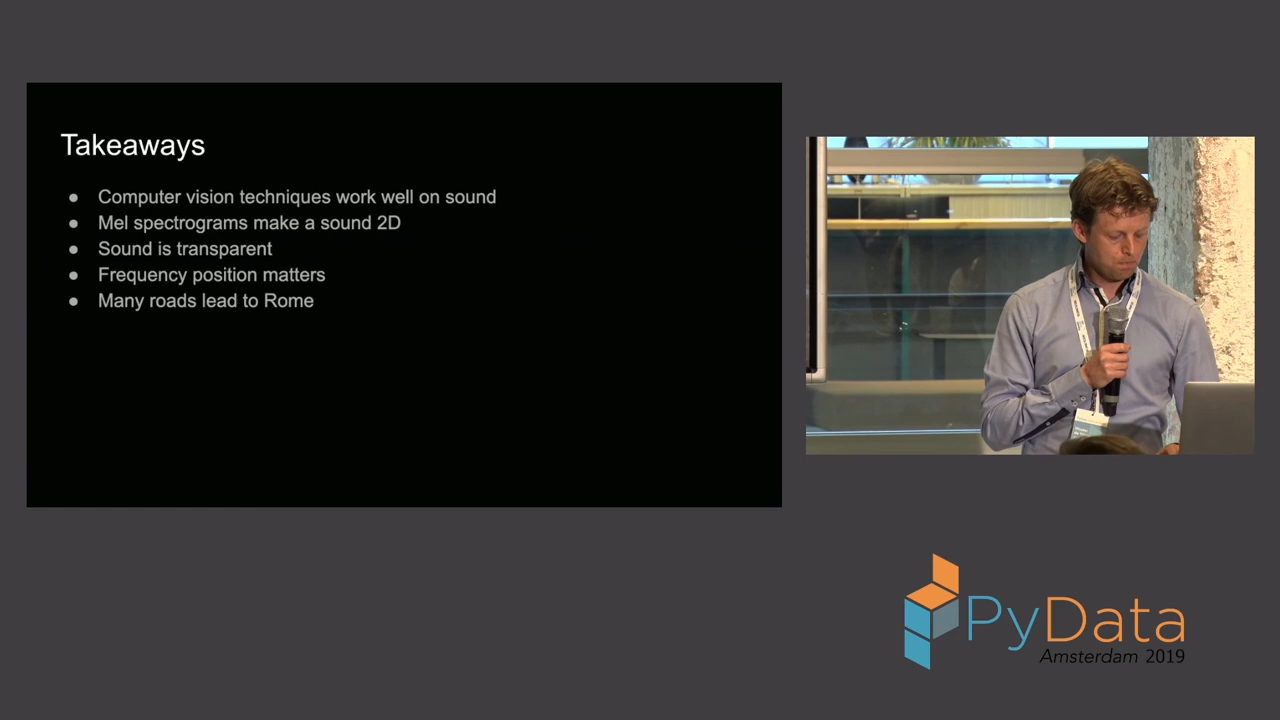 Takeaways
● Computer vision techniques work well on sound
● Mel spectrograms make a sound 2D
● Sound is transparent
● Frequency position matters
● Many roads lead to Rome
PyData
Amsterdam 2019